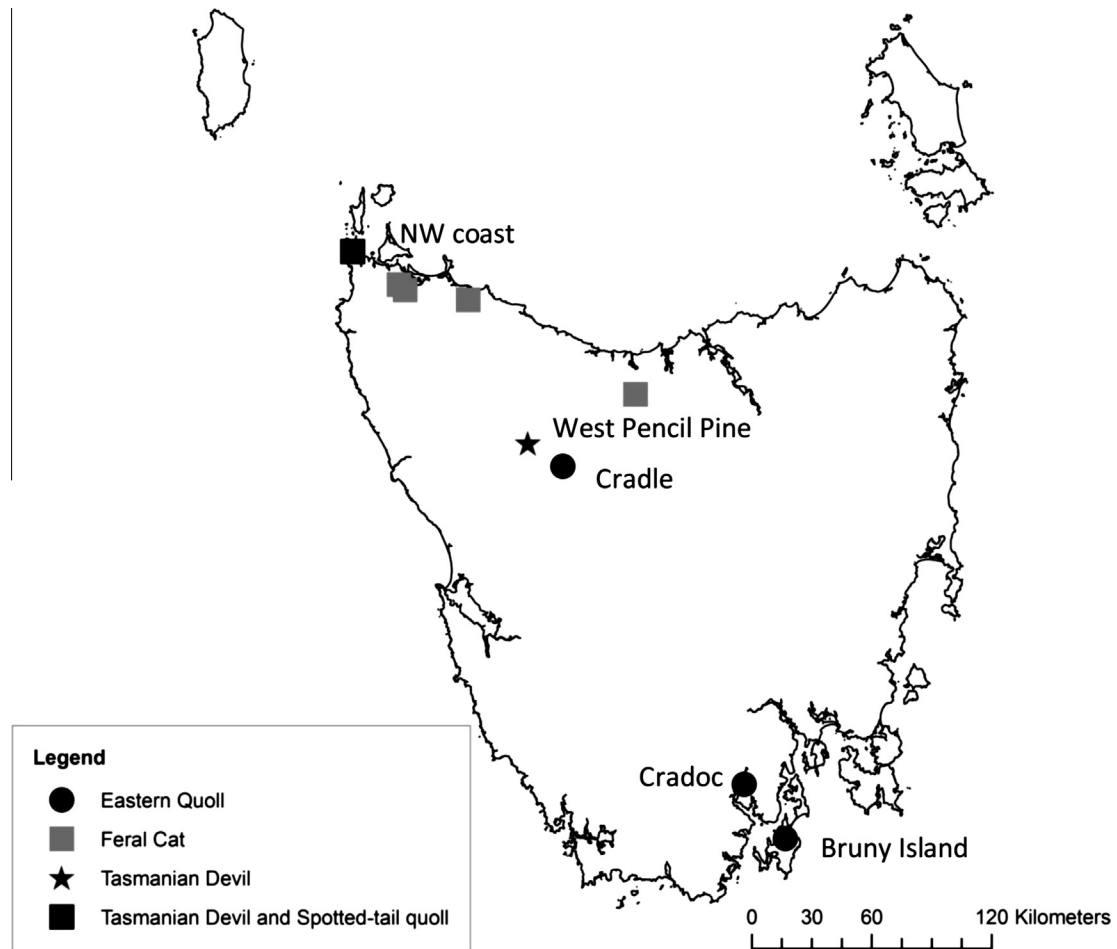 NW coast
West Pencil Pine
Cradle
Cradoc
Bruny Island
Legend
Eastern Quoll
Feral Cat
Tasmanian Devil
Tasmanian Devil and Spotted-tail quoll
0 30 60 120 Kilometers